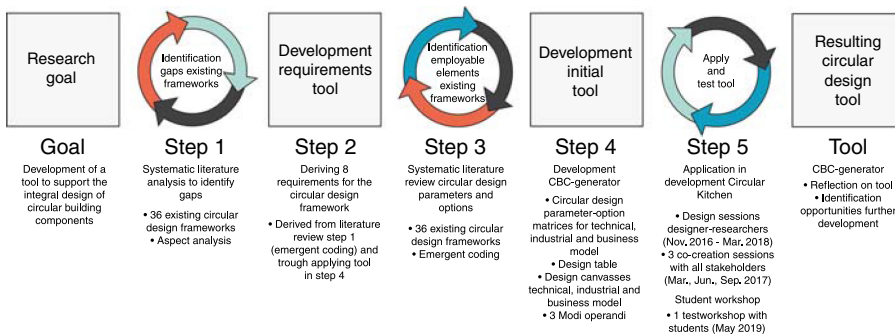 Research
goal
Identification
gaps existing
frameworks
Development
requirements
tool
Identification
employable
elements
existing
frameworks
Development
initial
tool
Apply
and
test tool
Resulting
circular
design
tool
Goal
Development of a
tool to support the
integral design of
circular building
components
Step 1
Systematic literature
analysis to identify
gaps
• 36 existing circular
design frameworks
• Aspect analysis
Step 2
Deriving 8
requirements for the
circular design
framework
• Derived from literature
review step 1
(emergent coding) and
trough applying tool
in step 4
Step 3
Systematic literature
review circular design
parameters and
options
• 36 existing circular
design frameworks
• Emergent coding
Step 4
Development
CBC-generator
• Circular design
parameter-option
matrices for technical,
industrial and business
model
• Design table
• Design canvasses
technical, industrial and
business model
• 3 Modi operandi
Step 5
Application in
development Circular
Kitchen
• Design sessions
designer-researchers
(Nov. 2016 - Mar. 2018)
• 3 co-creation sessions
with all stakeholders
(Mar., Jun., Sep. 2017)
Student workshop
• 1 testworkshop with
students (May 2019)
Tool
CBC-generator
• Reflection on tool
• Identification
opportunities further
development